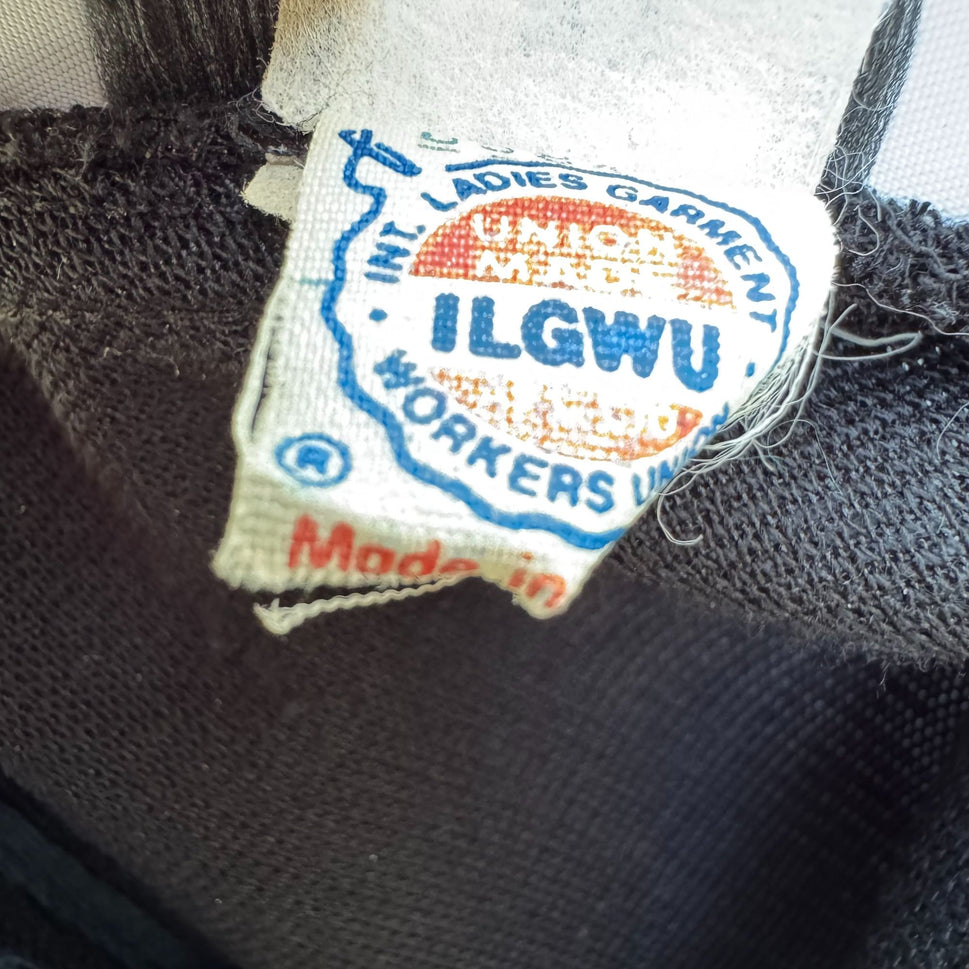 INT. LADIES GARMENT
UNION
MADE
ILGWU
WORKERS UNION
®
Made in